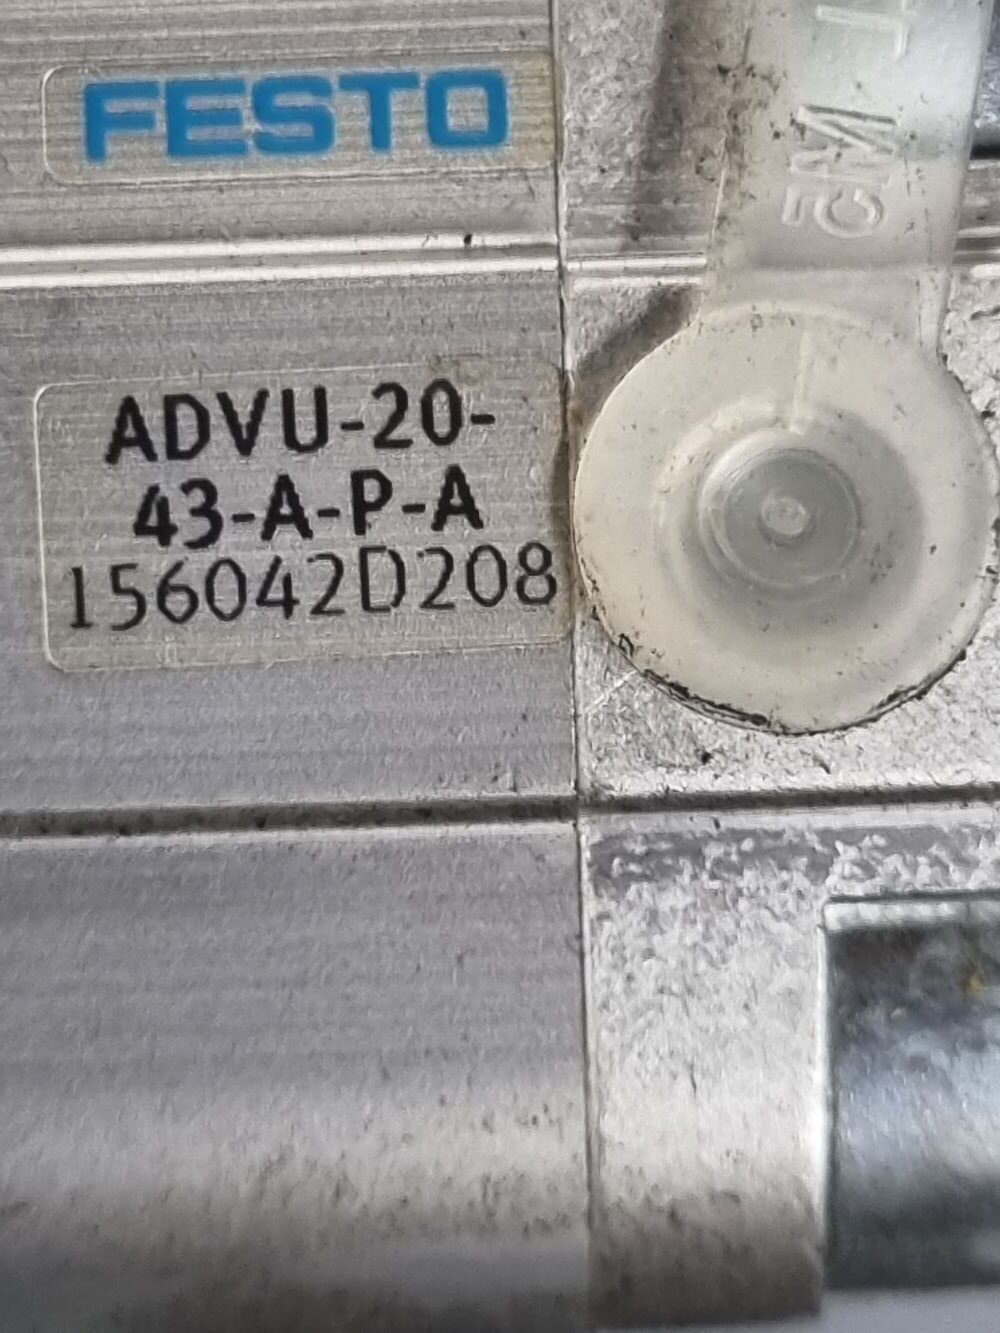 FESTO
ADVU-20-
43-A-P-A
156042D208